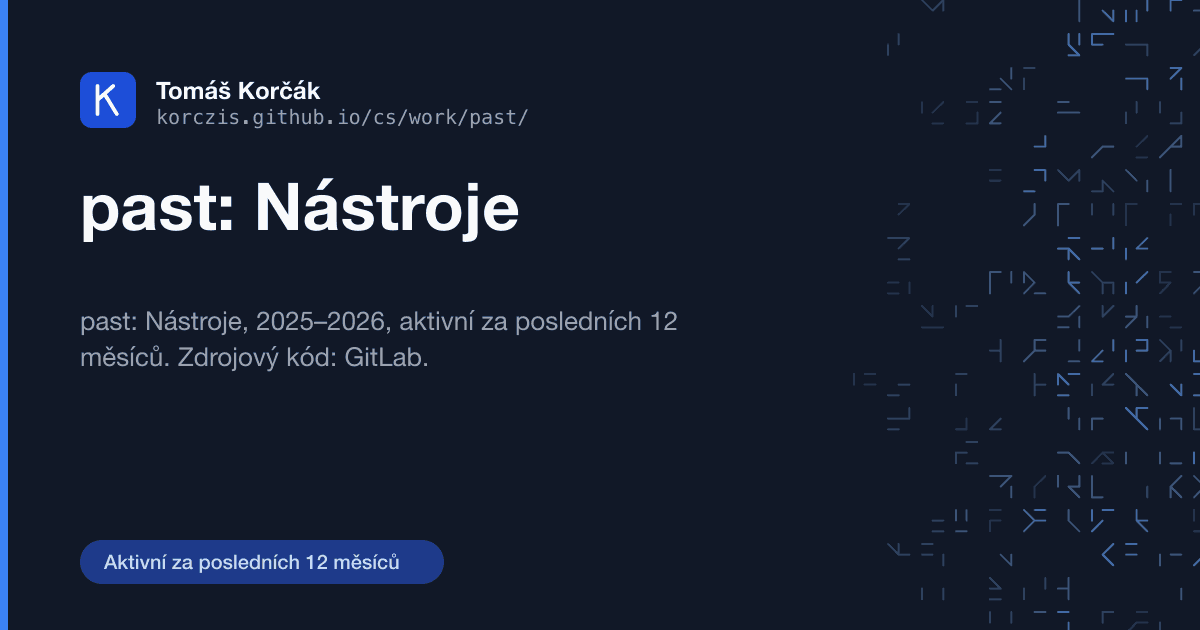 Tomáš Korčák
korczis.github.io/cs/work/past/
past: Nástroje
past: Nástroje, 2025–2026, aktivní za posledních 12
měsíců. Zdrojový kód: GitLab.
Aktivní za posledních 12 měsíců